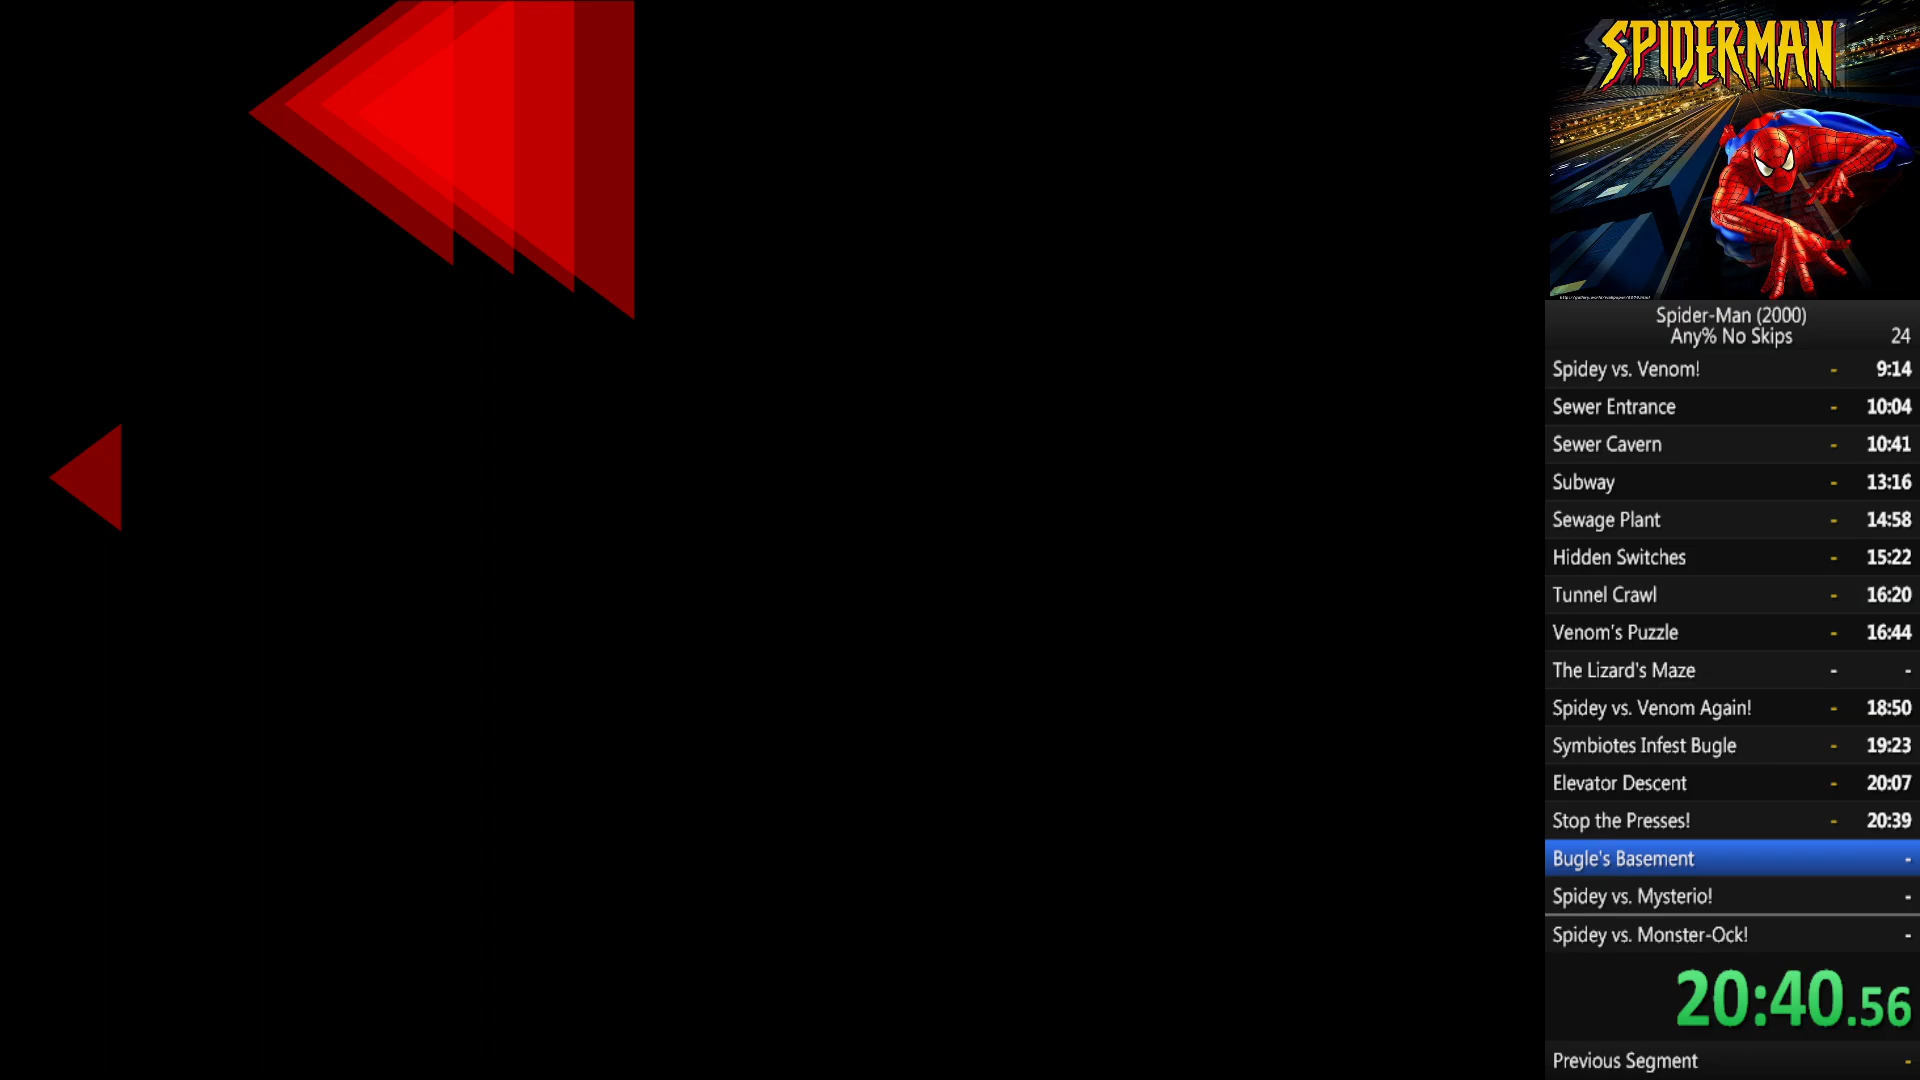 SPIDER-MAN
Spider-Man (2000)
Any% No Skips 24
Spidey vs. Venom! - 9:14
Sewer Entrance - 10:04
Sewer Cavern - 10:41
Subway - 13:16
Sewage Plant - 14:58
Hidden Switches - 15:22
Tunnel Crawl - 16:20
Venom's Puzzle - 16:44
The Lizard's Maze - -
Spidey vs. Venom Again! - 18:50
Symbiotes Infest Bugle - 19:23
Elevator Descent - 20:07
Stop the Presses! - 20:39
Bugle's Basement -
Spidey vs. Mysterio! -
Spidey vs. Monster-Ock! -
20:40.56
Previous Segment -